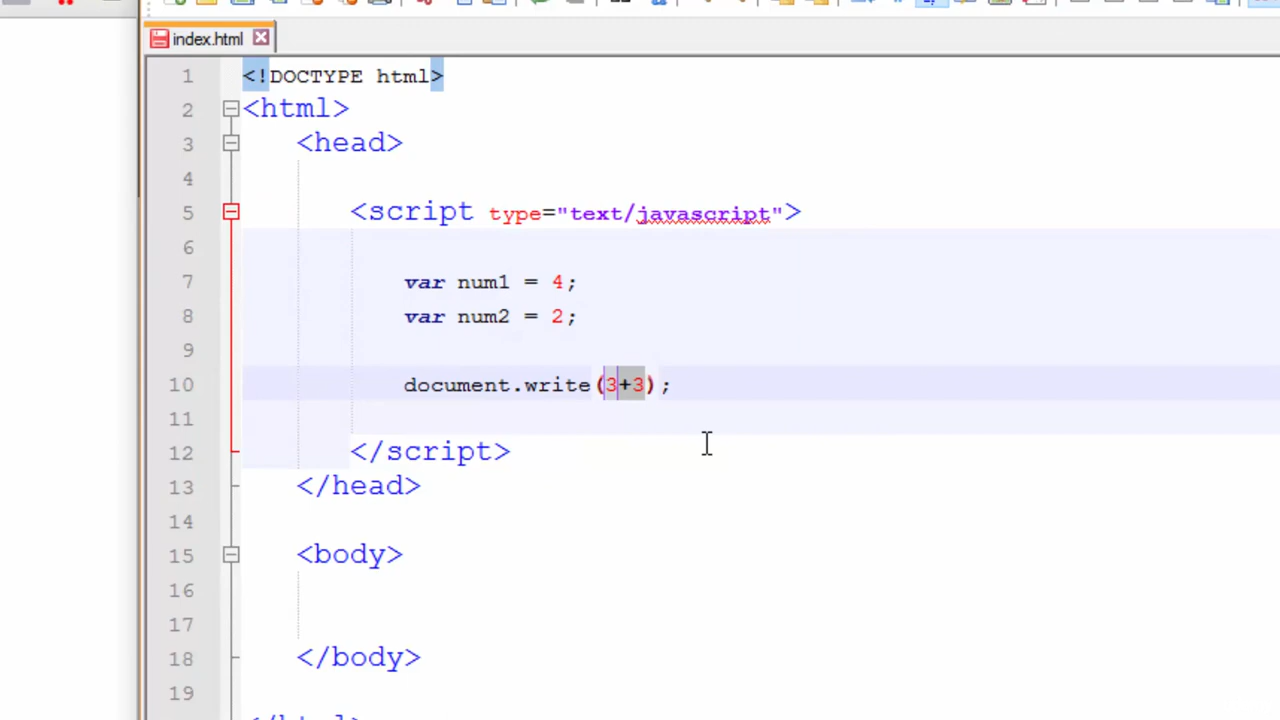 index.html
1 <!DOCTYPE html>
2 <html>
3 <head>
4
5 <script type="text/javascript">
6
7 var num1 = 4;
8 var num2 = 2;
9
10 document.write(3+3);
11
12 </script>
13 </head>
14
15 <body>
16
17
18 </body>
19
</html>